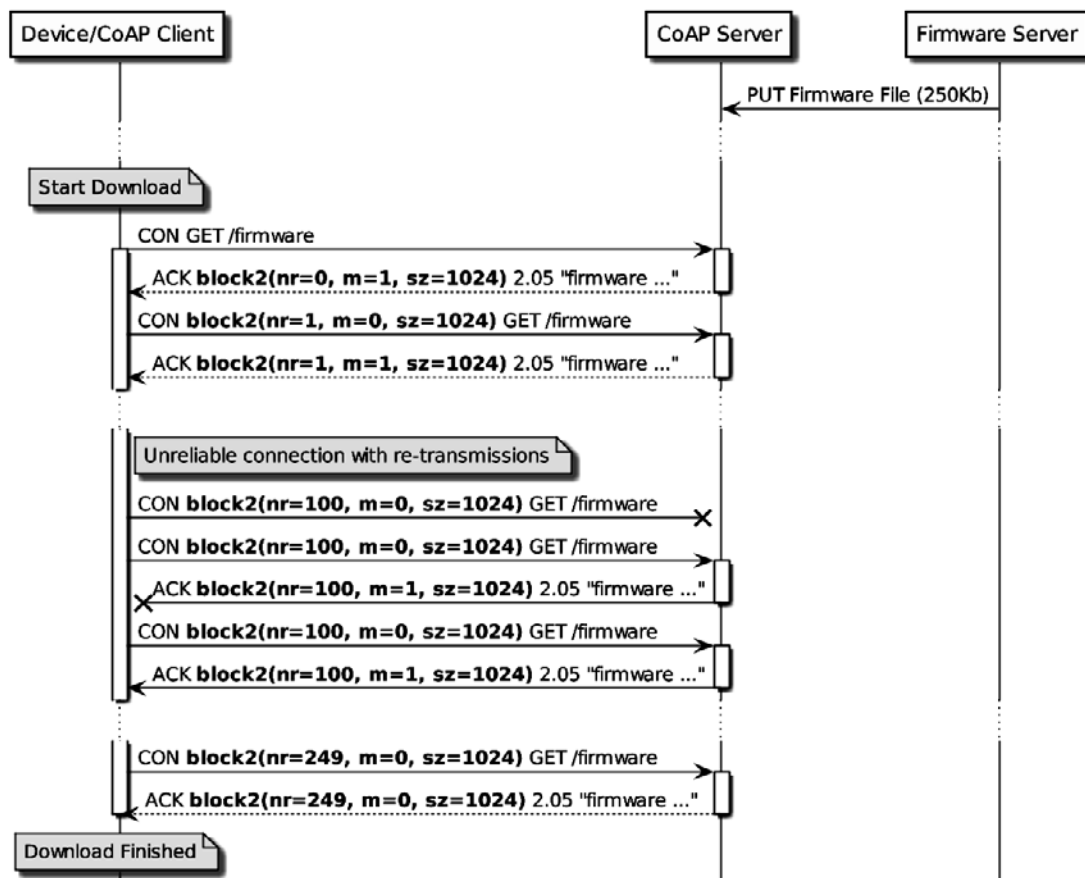 Device/CoAP Client
CoAP Server
Firmware Server
PUT Firmware File (250Kb)
Start Download
CON GET /firmware
ACK block2(nr=0, m=1, sz=1024) 2.05 "firmware ..."
CON block2(nr=1, m=0, sz=1024) GET /firmware
ACK block2(nr=1, m=1, sz=1024) 2.05 "firmware ..."
Unreliable connection with re-transmissions
CON block2(nr=100, m=0, sz=1024) GET /firmware
CON block2(nr=100, m=0, sz=1024) GET /firmware
ACK block2(nr=100, m=1, sz=1024) 2.05 "firmware ..."
CON block2(nr=100, m=0, sz=1024) GET /firmware
ACK block2(nr=100, m=1, sz=1024) 2.05 "firmware ..."
CON block2(nr=249, m=0, sz=1024) GET /firmware
ACK block2(nr=249, m=0, sz=1024) 2.05 "firmware ..."
Download Finished